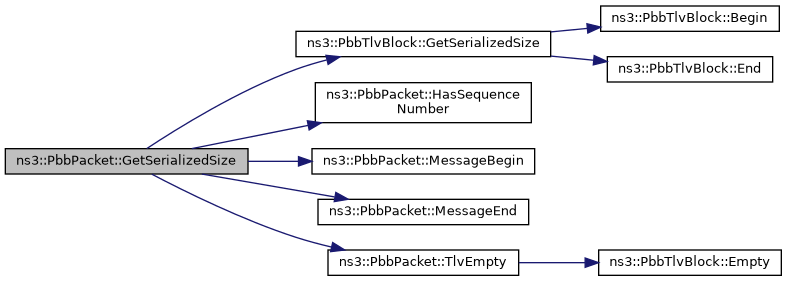 ns3::PbbPacket::GetSerializedSize
ns3::PbbTlvBlock::GetSerializedSize
ns3::PbbTlvBlock::Begin
ns3::PbbTlvBlock::End
ns3::PbbPacket::HasSequence
Number
ns3::PbbPacket::MessageBegin
ns3::PbbPacket::MessageEnd
ns3::PbbPacket::TlvEmpty
ns3::PbbTlvBlock::Empty